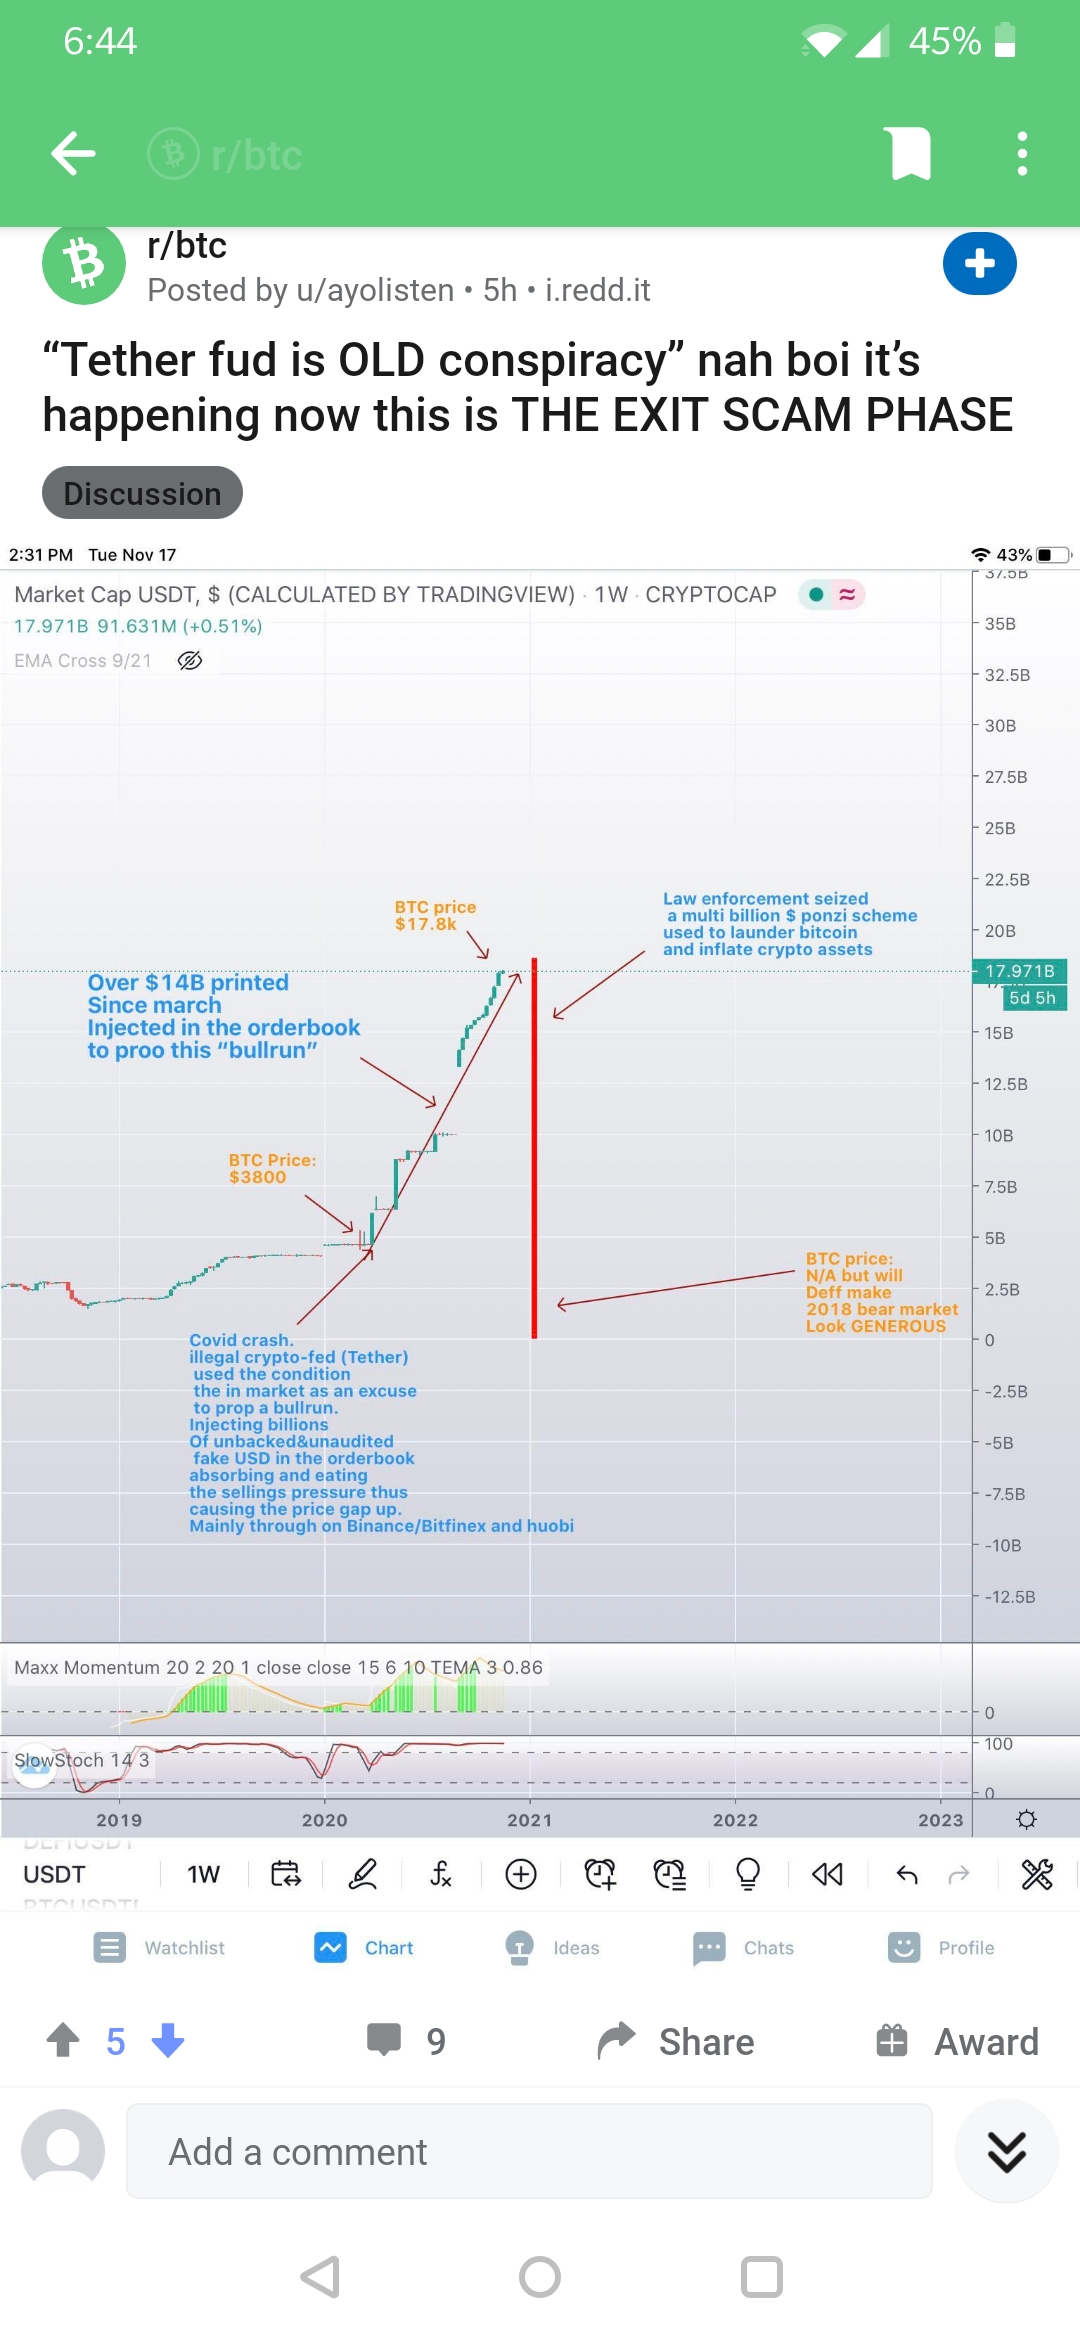 6:44
45%
r/btc
r/btc
Posted by u/ayolisten • 5h • i.redd.it
“Tether fud is OLD conspiracy” nah boi it’s
happening now this is THE EXIT SCAM PHASE
Discussion
2:31 PM Tue Nov 17
43%
Market Cap USDT, $ (CALCULATED BY TRADINGVIEW) · 1W · CRYPTOCAP
17.971B 91.631M (+0.51%)
EMA Cross 9/21
37.5B
35B
32.5B
30B
27.5B
25B
22.5B
20B
17.971B
5d 5h
15B
12.5B
10B
7.5B
5B
2.5B
0
-2.5B
-5B
-7.5B
-10B
-12.5B
BTC price
$17.8k
Law enforcement seized
a multi billion $ ponzi scheme
used to launder bitcoin
and inflate crypto assets
Over $14B printed
Since march
Injected in the orderbook
to proo this “bullrun”
BTC Price:
$3800
BTC price:
N/A but will
Deff make
2018 bear market
Look GENEROUS
Covid crash.
illegal crypto-fed (Tether)
used the condition
the in market as an excuse
to prop a bullrun.
Injecting billions
Of unbacked&unaudited
fake USD in the orderbook
absorbing and eating
the sellings pressure thus
causing the price gap up.
Mainly through on Binance/Bitfinex and huobi
Maxx Momentum 20 2 20 1 close close 15 6 10 TEMA 3 0.86
0
SlowStoch 14 3
100
0
2019 2020 2021 2022 2023
DEFIUSDT
USDT 1W
BTCUSDT
Watchlist Chart Ideas Chats Profile
5 9 Share Award
Add a comment